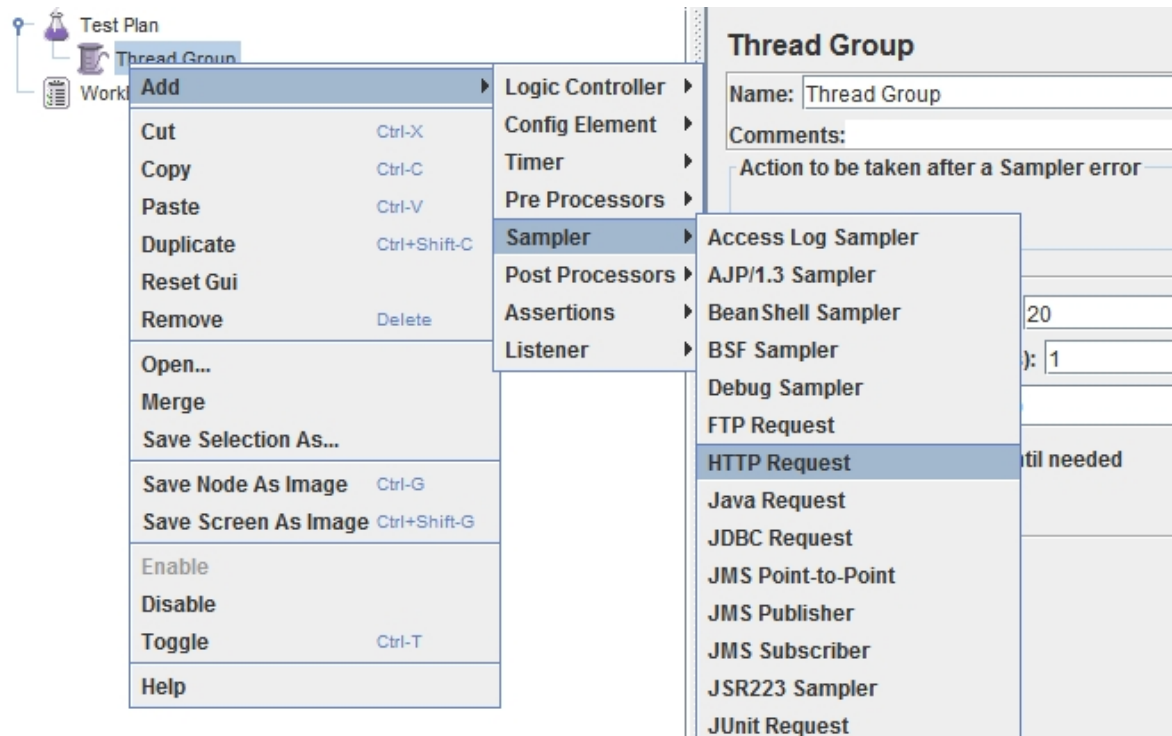 Test Plan
Thread Group
Add
Cut Ctrl-X
Copy Ctrl-C
Paste Ctrl-V
Duplicate Ctrl+Shift-C
Reset Gui
Remove Delete
Open...
Merge
Save Selection As...
Save Node As Image Ctrl-G
Save Screen As Image Ctrl+Shift-G
Enable
Disable
Toggle Ctrl-T
Help
Logic Controller
Config Element
Timer
Pre Processors
Sampler
Post Processors
Assertions
Listener
Access Log Sampler
AJP/1.3 Sampler
BeanShell Sampler
BSF Sampler
Debug Sampler
FTP Request
HTTP Request
Java Request
JDBC Request
JMS Point-to-Point
JMS Publisher
JMS Subscriber
JSR223 Sampler
JUnit Request
Thread Group
Name: Thread Group
Comments:
Action to be taken after a Sampler error
20
): 1
needed